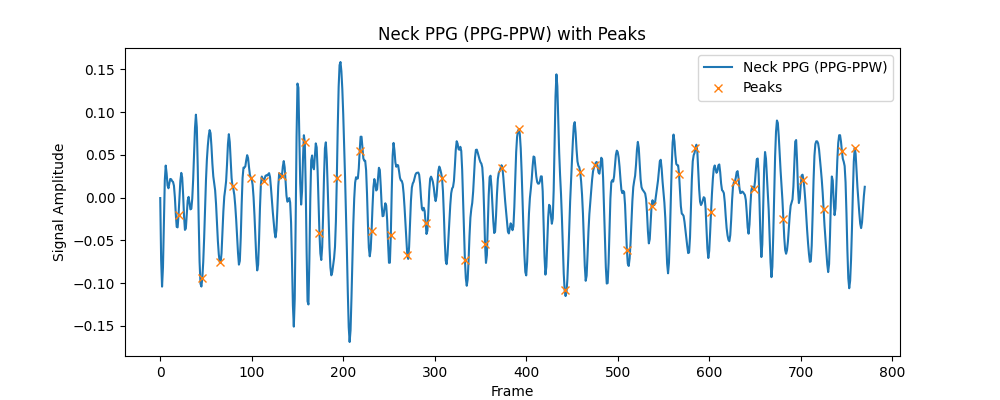 Neck PPG (PPG-PPW) with Peaks
Neck PPG (PPG-PPW)
Peaks
Signal Amplitude
0.15
0.10
0.05
0.00
−0.05
−0.10
−0.15
0 100 200 300 400 500 600 700 800
Frame